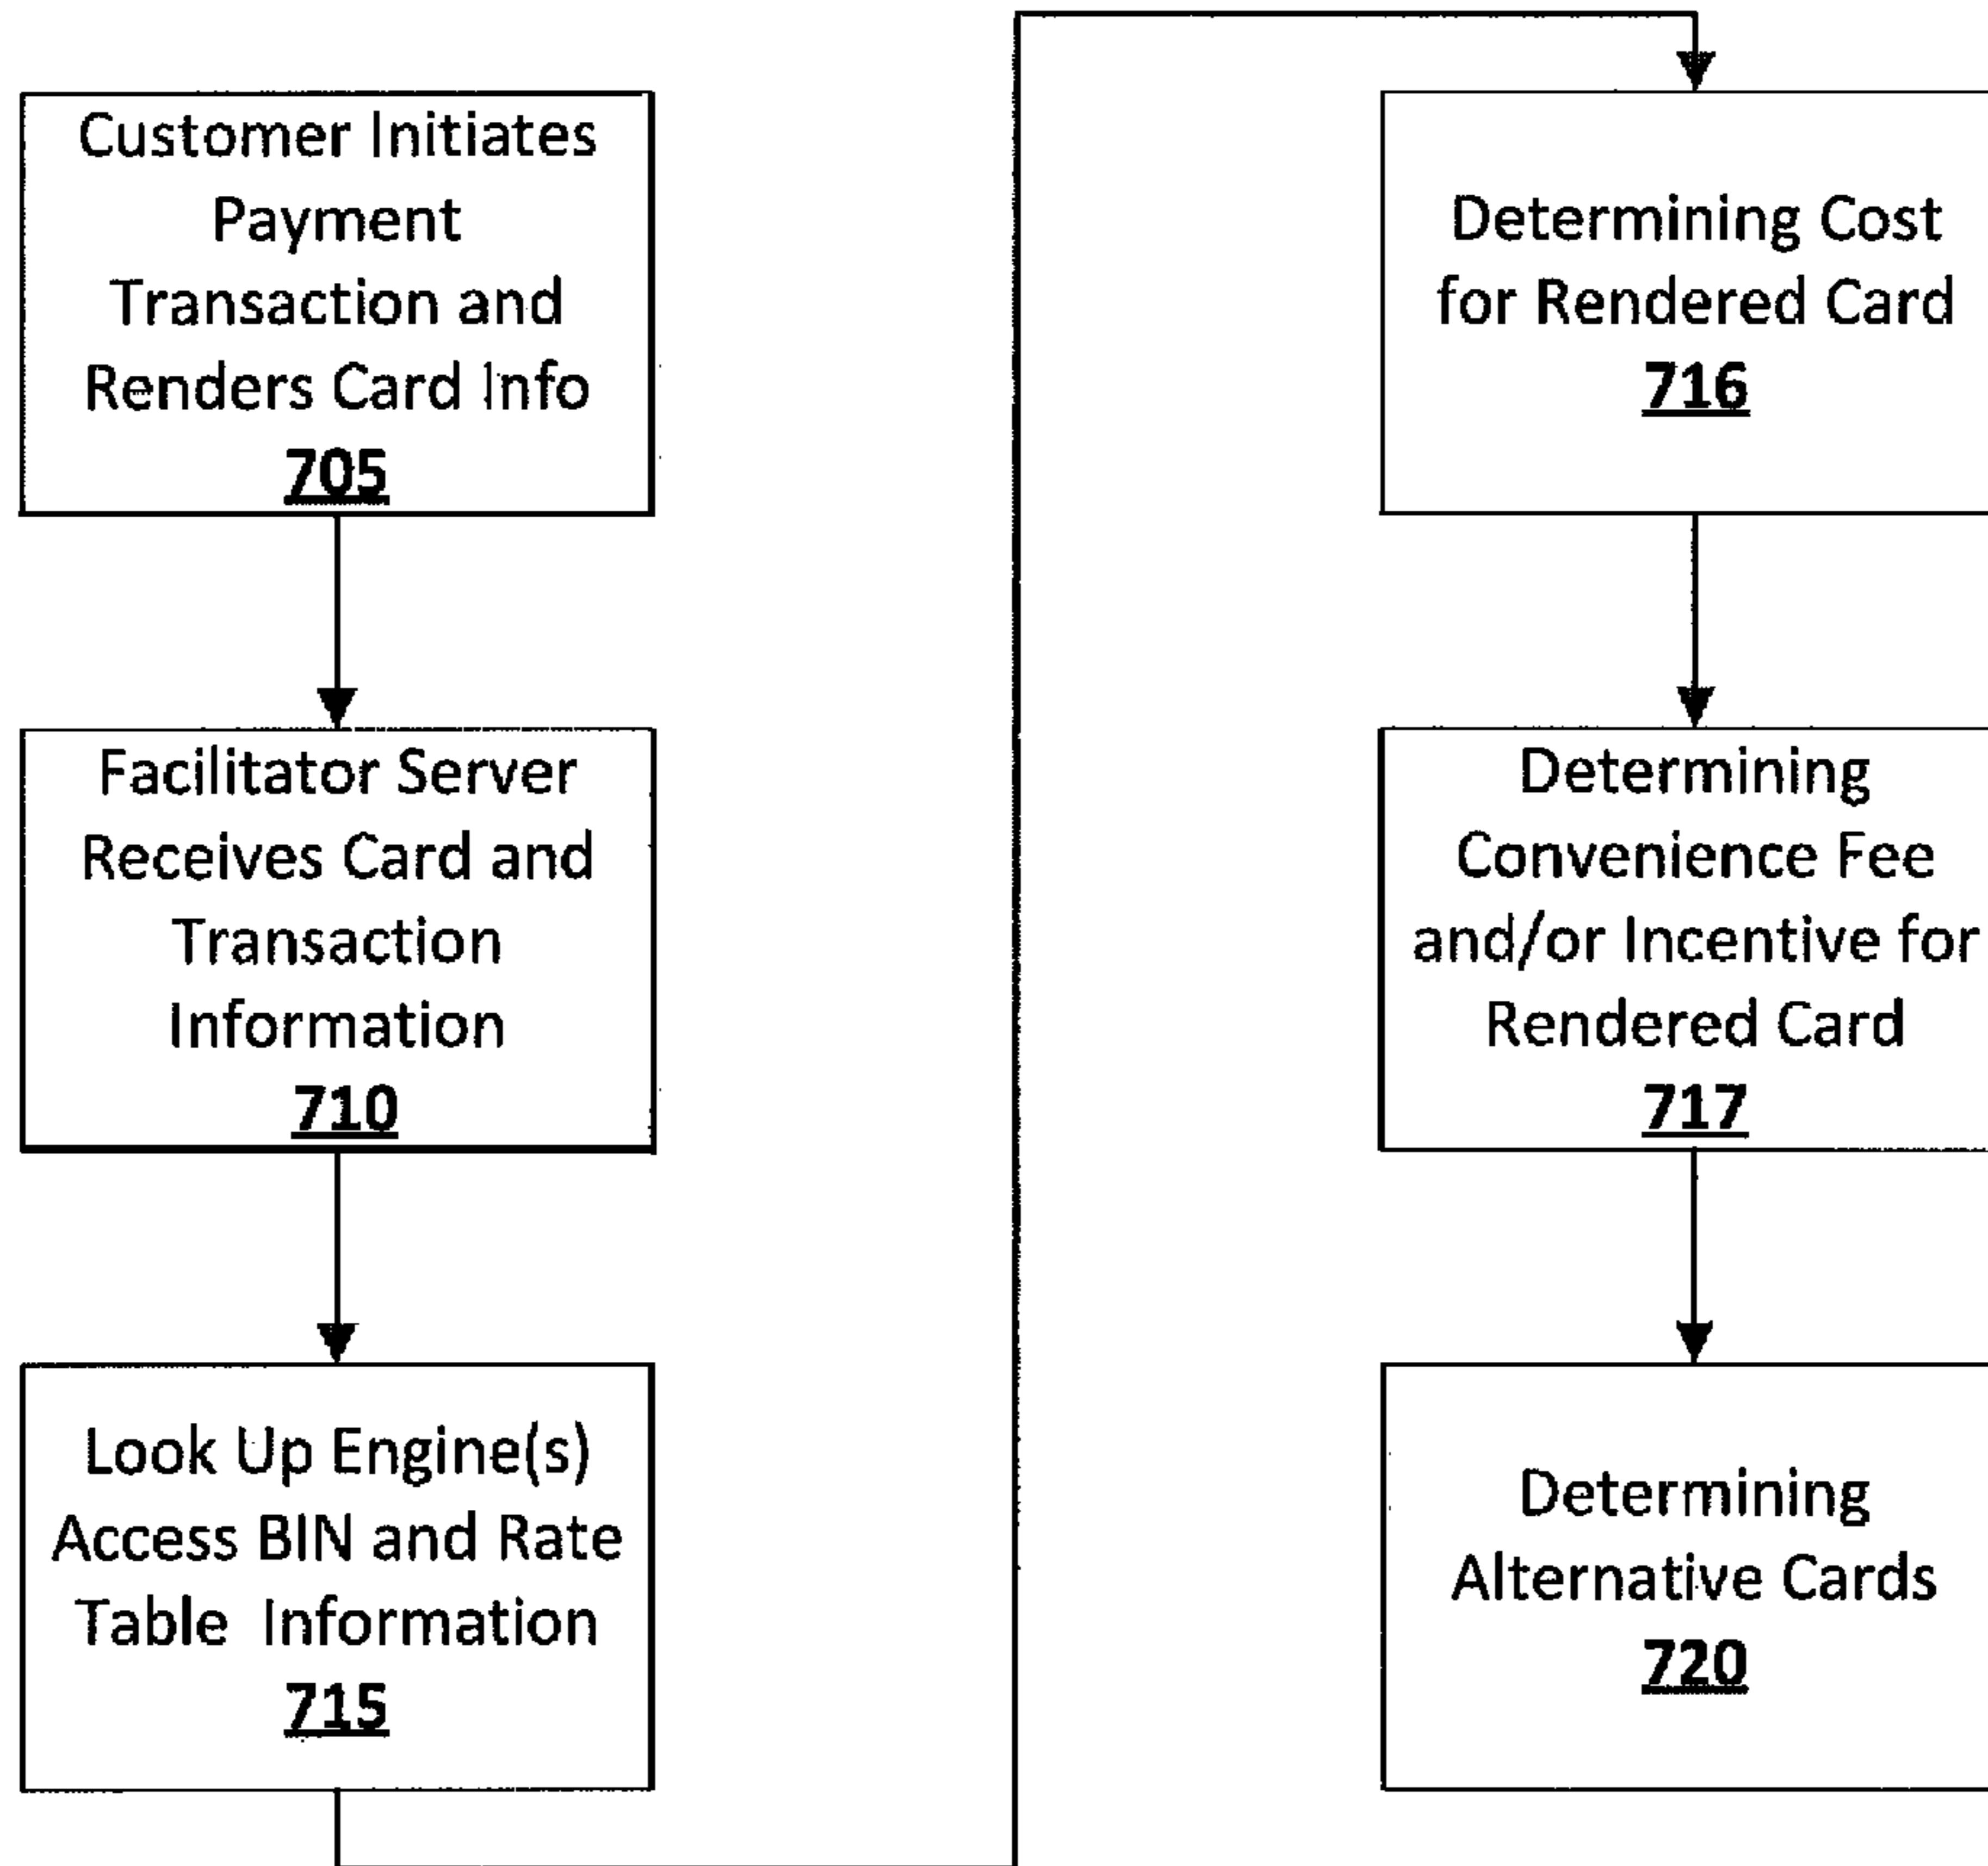 Customer Initiates
Payment
Transaction and
Renders Card Info
705
Facilitator Server
Receives Card and
Transaction
Information
710
Look Up Engine(s)
Access BIN and Rate
Table Information
715
Determining Cost
for Rendered Card
716
Determining
Convenience Fee
and/or Incentive for
Rendered Card
717
Determining
Alternative Cards
720